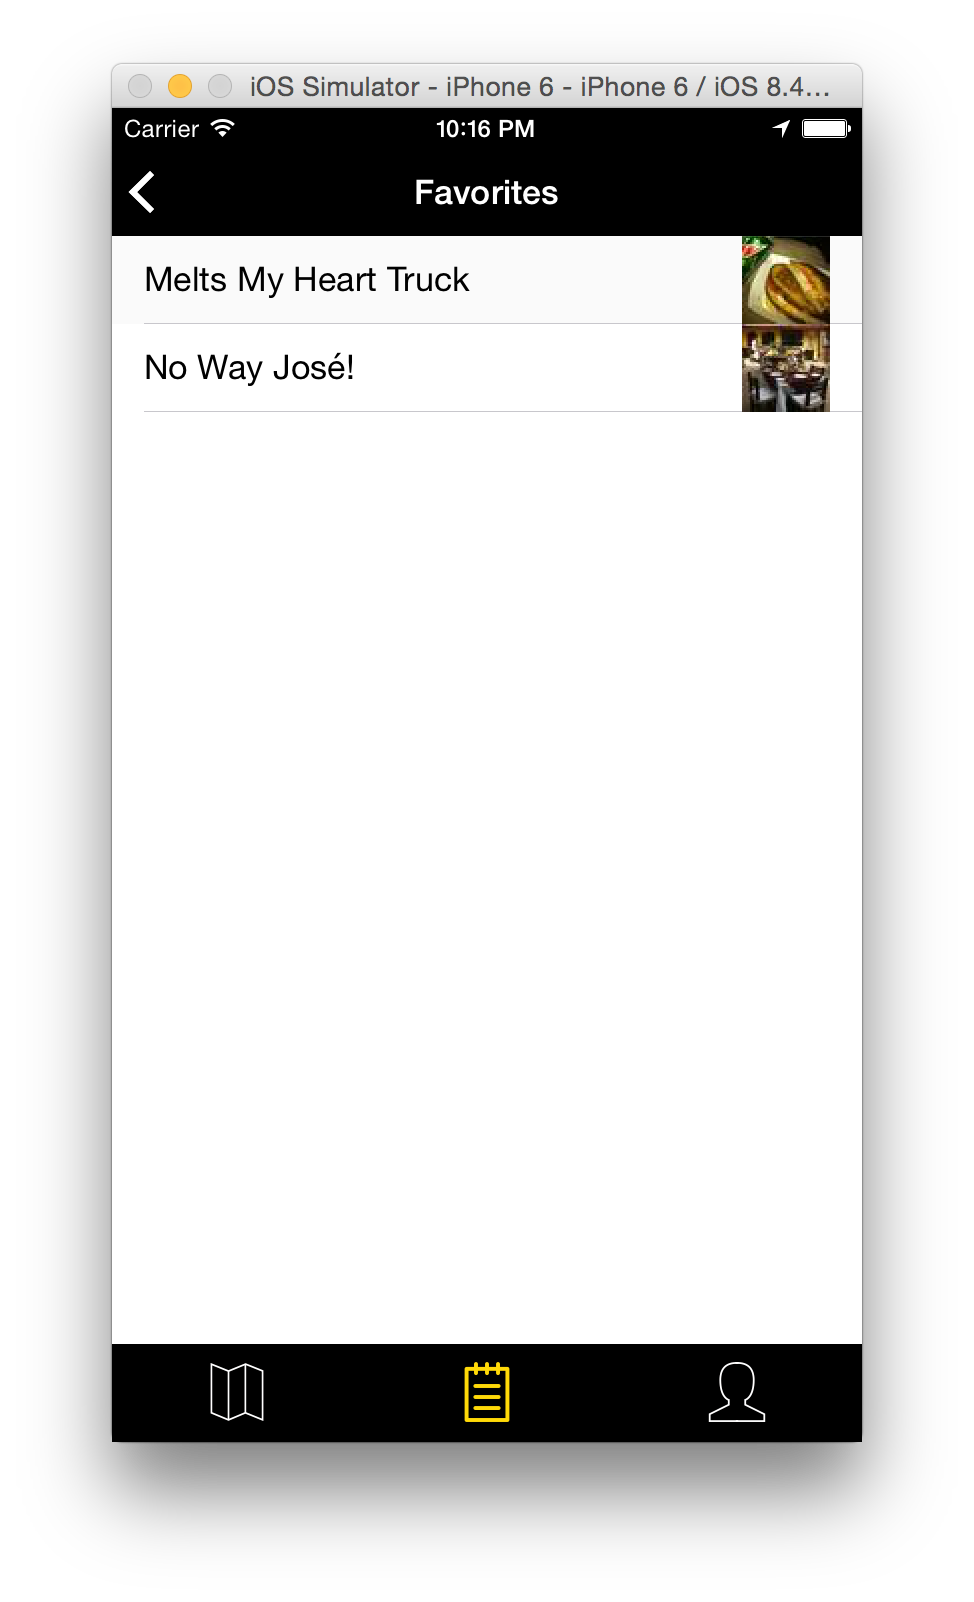 iOS Simulator - iPhone 6 - iPhone 6 / iOS 8.4...
Carrier 10:16 PM
Favorites
Melts My Heart Truck
No Way José!